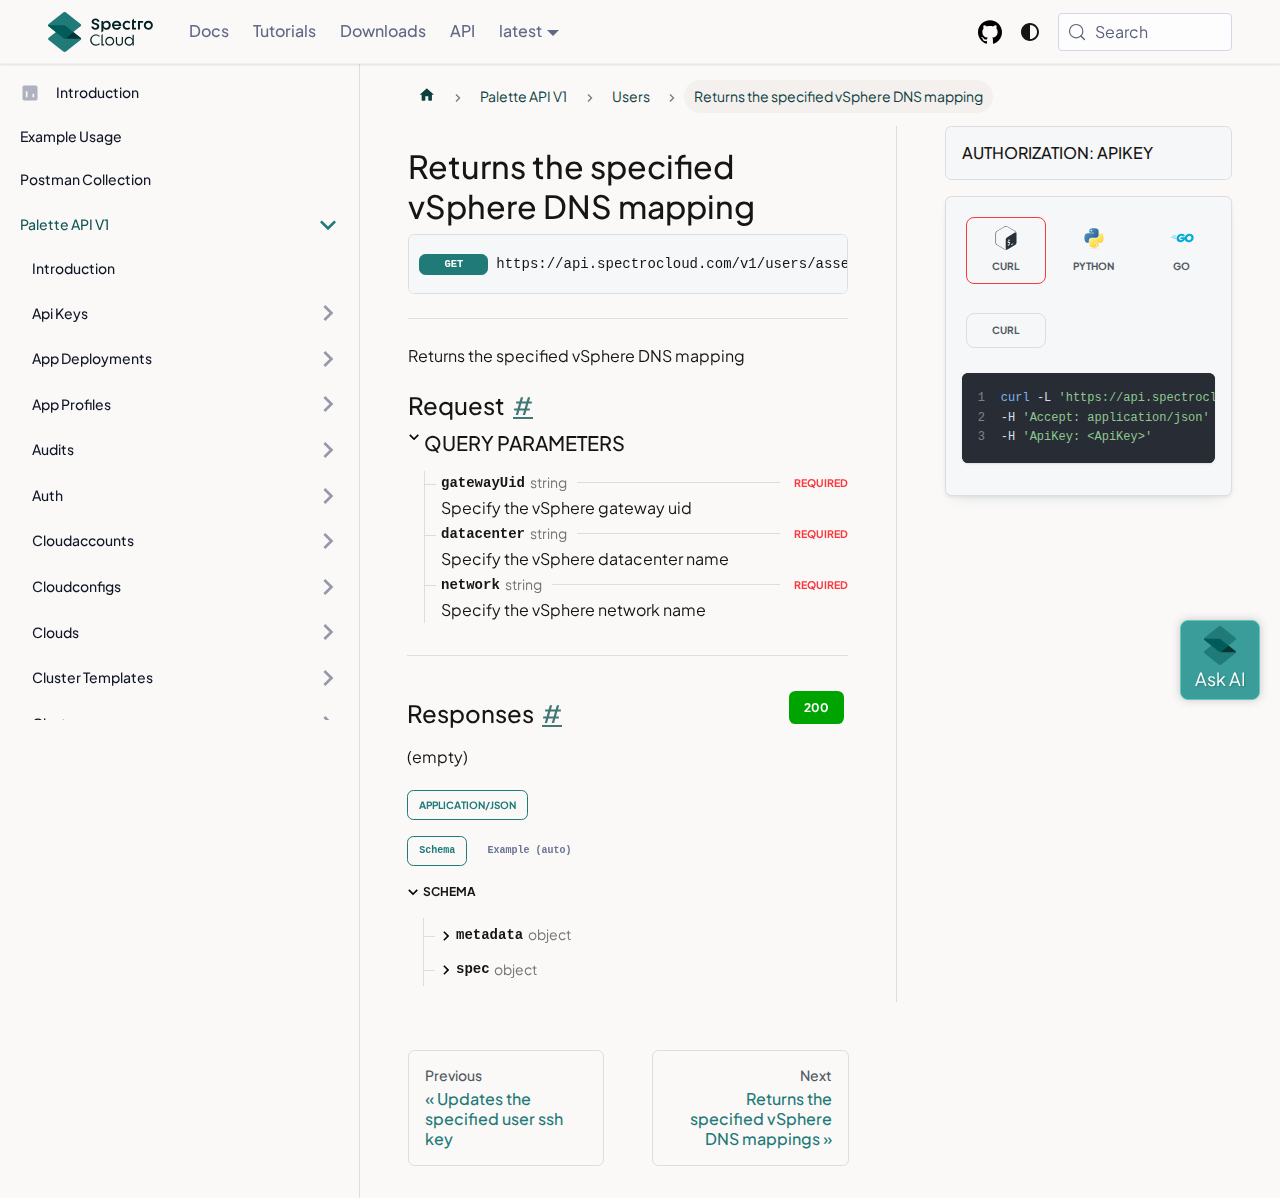 Spectro Cloud
Docs
Tutorials
Downloads
API
latest
Search
Introduction
Example Usage
Postman Collection
Palette API V1
Introduction
Api Keys
App Deployments
App Profiles
Audits
Auth
Cloudaccounts
Cloudconfigs
Clouds
Cluster Templates
Palette API V1
Users
Returns the specified vSphere DNS mapping
Returns the specified
vSphere DNS mapping
GET https://api.spectrocloud.com/v1/users/asse
Returns the specified vSphere DNS mapping
Request #
QUERY PARAMETERS
gatewayUid string REQUIRED
Specify the vSphere gateway uid
datacenter string REQUIRED
Specify the vSphere datacenter name
network string REQUIRED
Specify the vSphere network name
Responses #
200
(empty)
APPLICATION/JSON
Schema
Example (auto)
SCHEMA
metadata object
spec object
Previous
« Updates the
specified user ssh
key
Next
Returns the
specified vSphere
DNS mappings »
AUTHORIZATION: APIKEY
CURL
PYTHON
GO
CURL
1 curl -L 'https://api.spectrocl
2 -H 'Accept: application/json'
3 -H 'ApiKey: <ApiKey>'
Ask AI